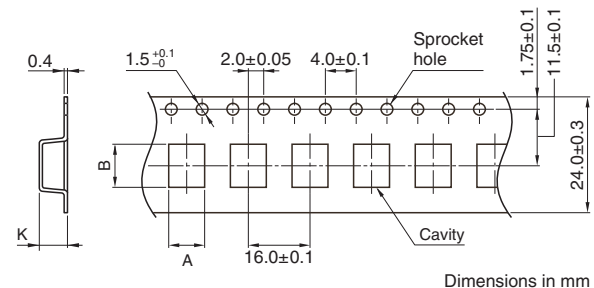 0.4
1.5 +0.1 -0
2.0±0.05
4.0±0.1
Sprocket
hole
1.75±0.1
11.5±0.1
24.0±0.3
B
K
A
16.0±0.1
Cavity
Dimensions in mm